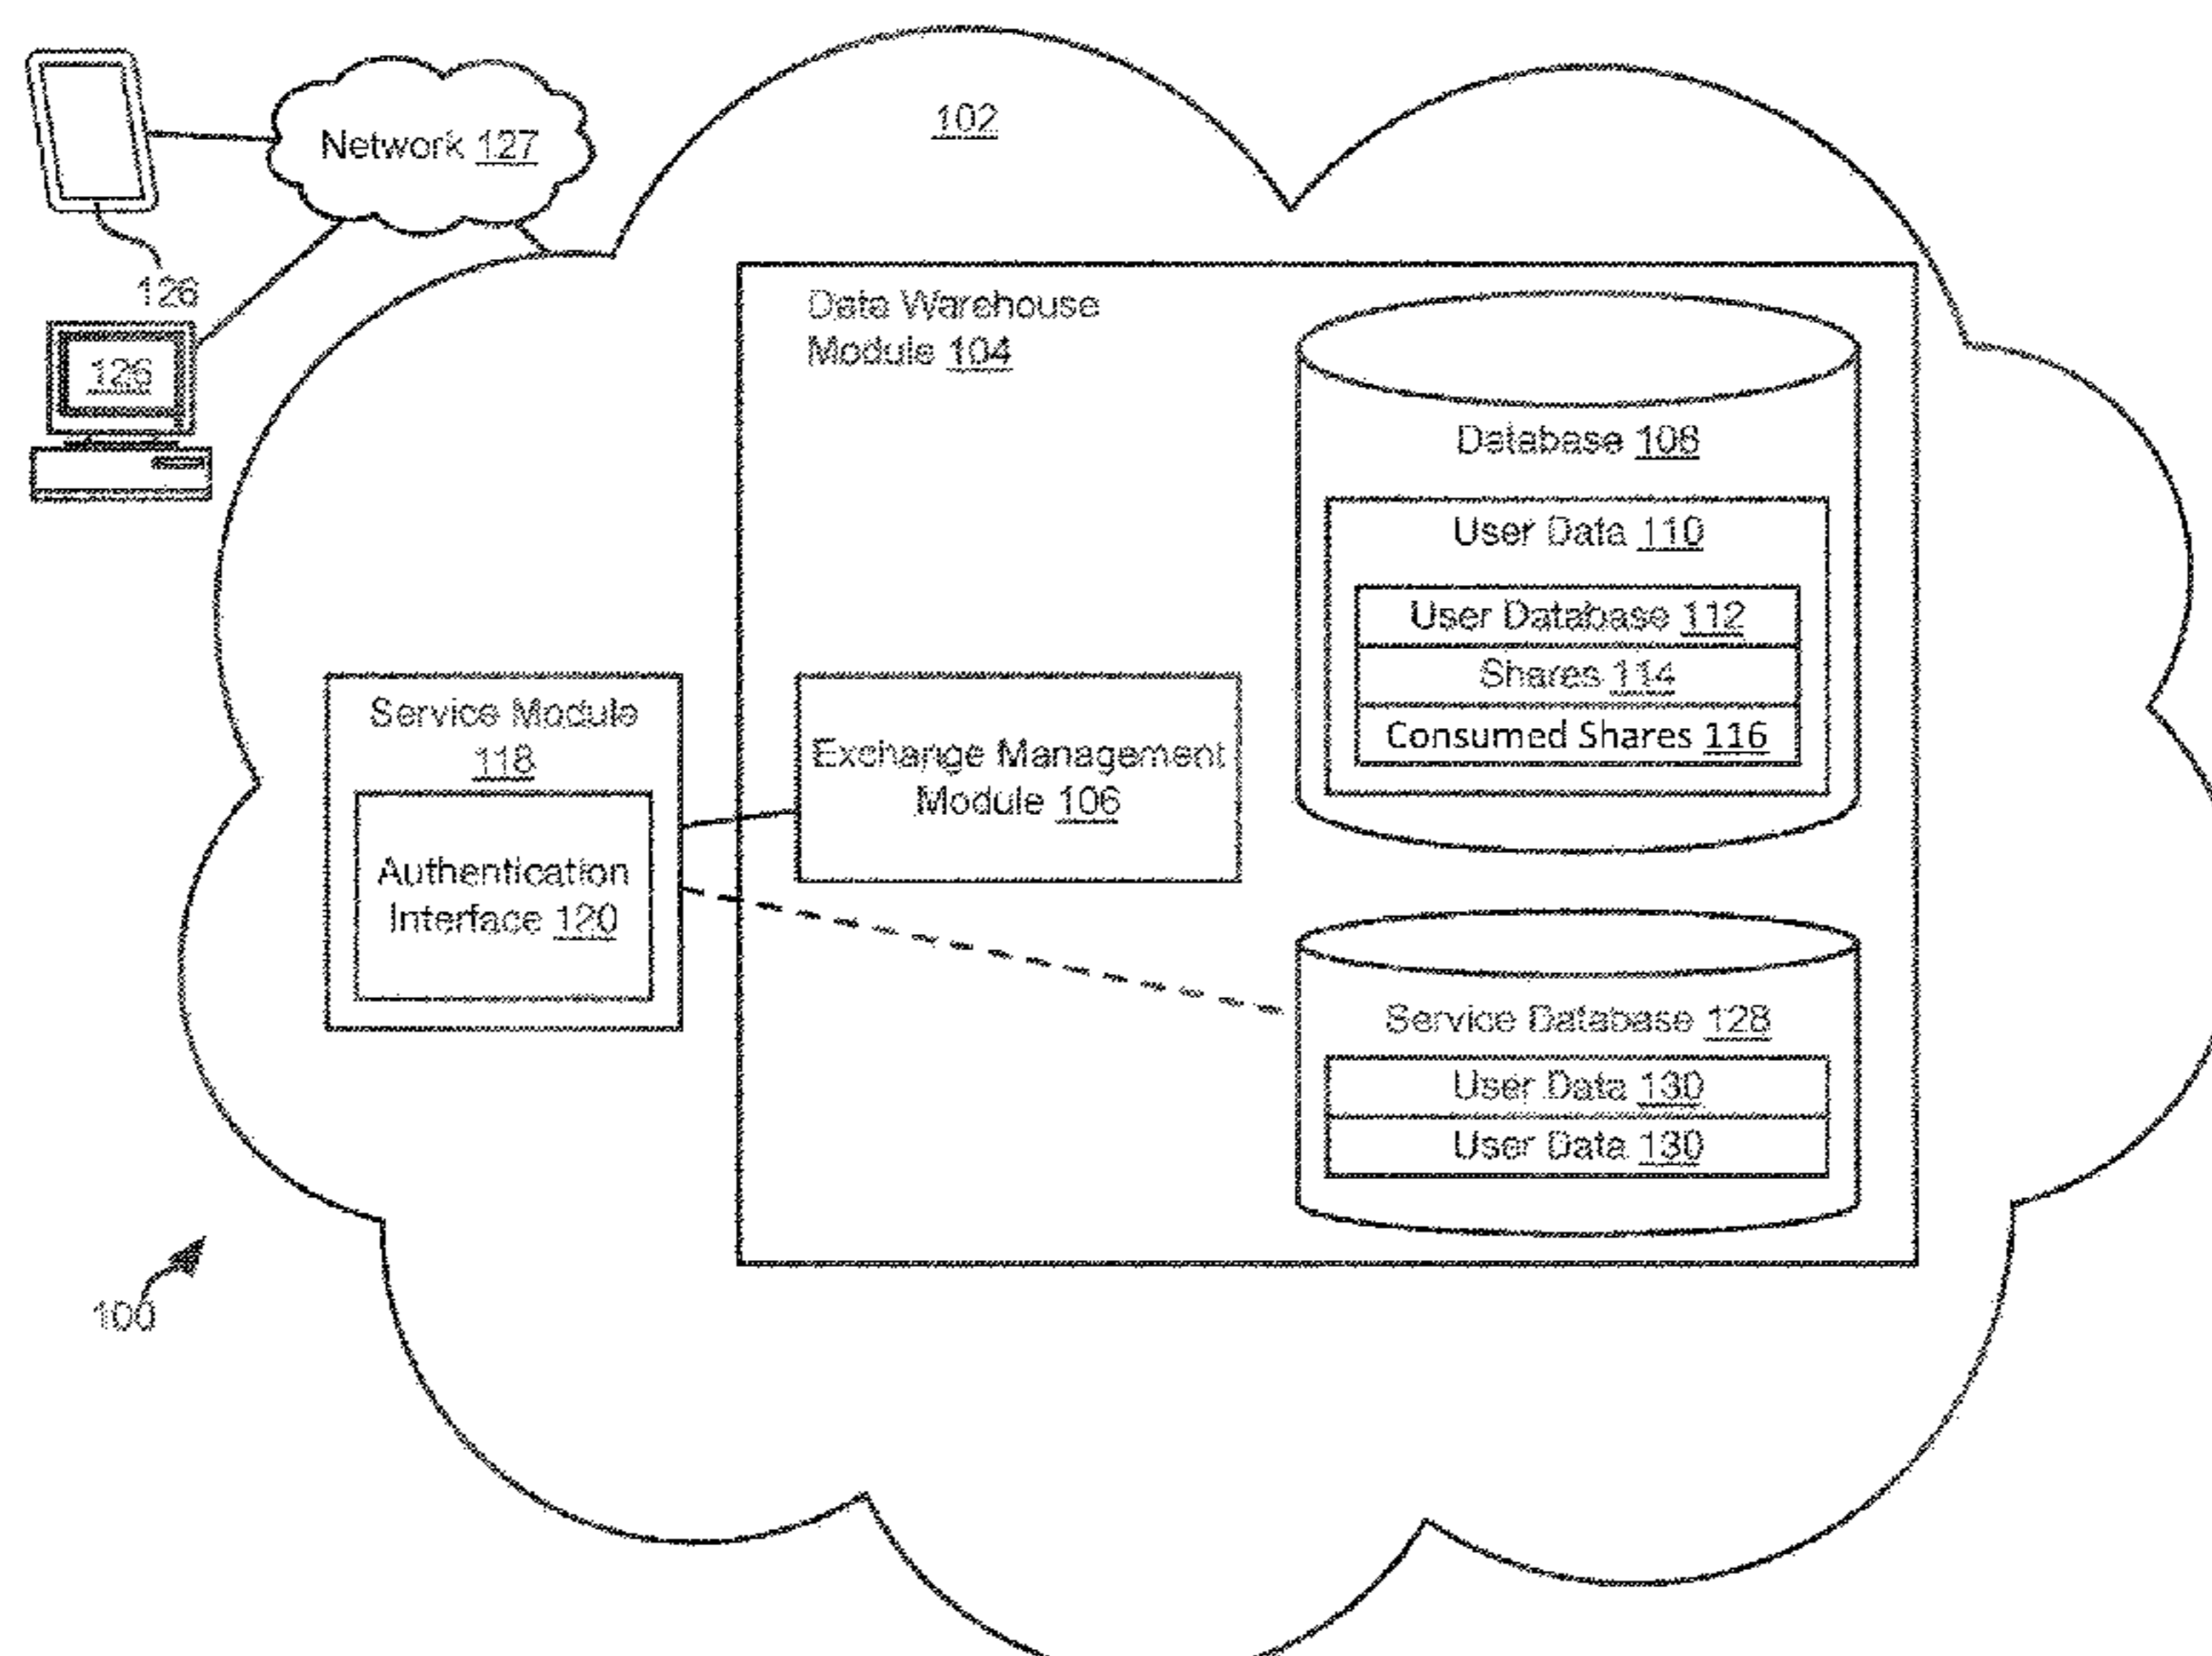 102
Network 127
126
126
Data Warehouse
Module 104
Database 108
User Data 110
User Database 112
Shares 114
Consumed Shares 116
Service Module
118
Authentication
Interface 120
Exchange Management
Module 106
Service Database 128
User Data 130
User Data 130
100